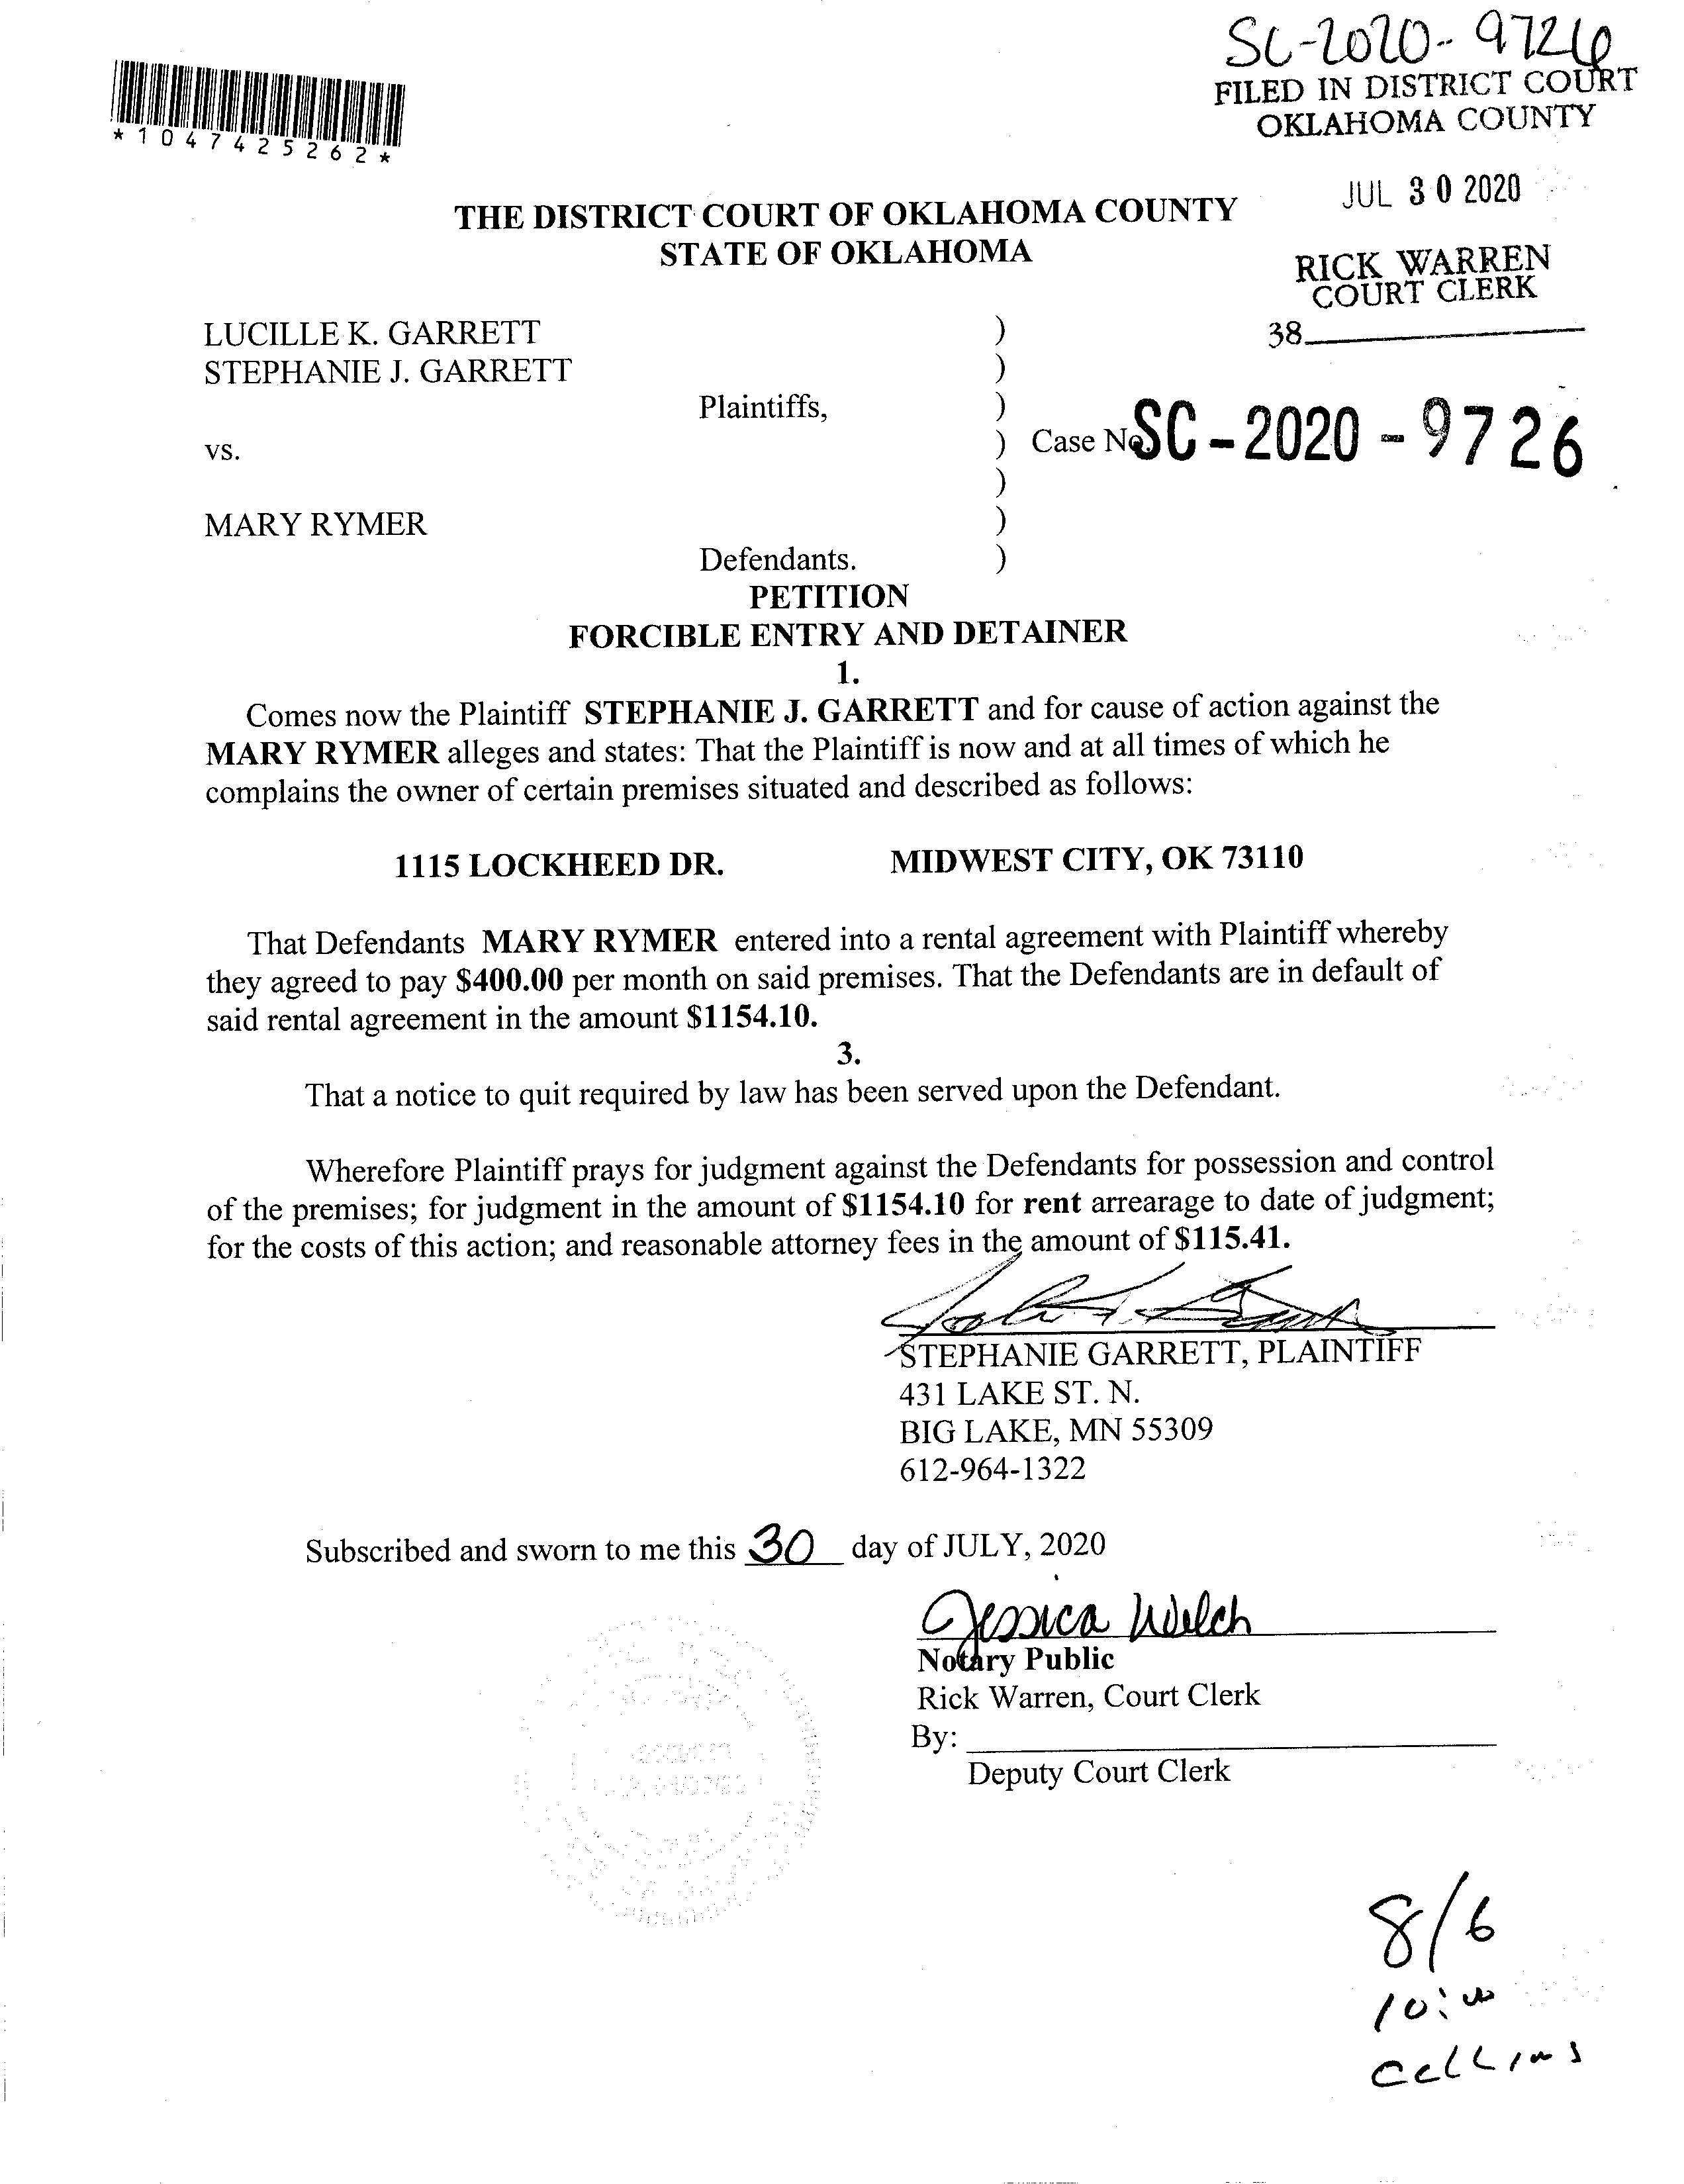 SC-2020-9726
FILED IN DISTRICT COURT
OKLAHOMA COUNTY
*1047425262*
JUL 30 2020
THE DISTRICT COURT OF OKLAHOMA COUNTY
STATE OF OKLAHOMA
RICK WARREN
COURT CLERK
38
LUCILLE K. GARRETT )
STEPHANIE J. GARRETT )
Plaintiffs, )
vs. ) Case No. SC-2020-9726
)
MARY RYMER )
Defendants. )
PETITION
FORCIBLE ENTRY AND DETAINER
1.
Comes now the Plaintiff STEPHANIE J. GARRETT and for cause of action against the
MARY RYMER alleges and states: That the Plaintiff is now and at all times of which he
complains the owner of certain premises situated and described as follows:
1115 LOCKHEED DR. MIDWEST CITY, OK 73110
That Defendants MARY RYMER entered into a rental agreement with Plaintiff whereby
they agreed to pay $400.00 per month on said premises. That the Defendants are in default of
said rental agreement in the amount $1154.10.
3.
That a notice to quit required by law has been served upon the Defendant.
Wherefore Plaintiff prays for judgment against the Defendants for possession and control
of the premises; for judgment in the amount of $1154.10 for rent arrearage to date of judgment;
for the costs of this action; and reasonable attorney fees in the amount of $115.41.
STEPHANIE GARRETT, PLAINTIFF
431 LAKE ST. N.
BIG LAKE, MN 55309
612-964-1322
Subscribed and sworn to me this 30 day of JULY, 2020
Jessica Welch
Notary Public
Rick Warren, Court Clerk
By:
Deputy Court Clerk
8/6
10:00
Collins